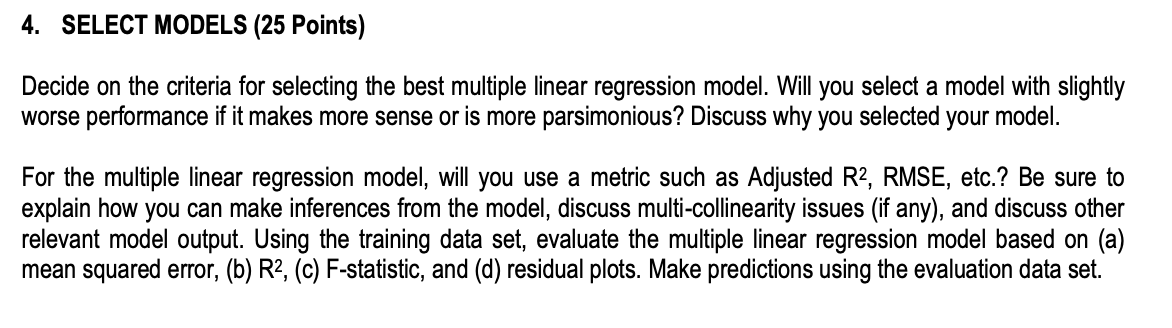 4. SELECT MODELS (25 Points)
Decide on the criteria for selecting the best multiple linear regression model. Will you select a model with slightly
worse performance if it makes more sense or is more parsimonious? Discuss why you selected your model.
For the multiple linear regression model, will you use a metric such as Adjusted R², RMSE, etc.? Be sure to
explain how you can make inferences from the model, discuss multi-collinearity issues (if any), and discuss other
relevant model output. Using the training data set, evaluate the multiple linear regression model based on (a)
mean squared error, (b) R², (c) F-statistic, and (d) residual plots. Make predictions using the evaluation data set.